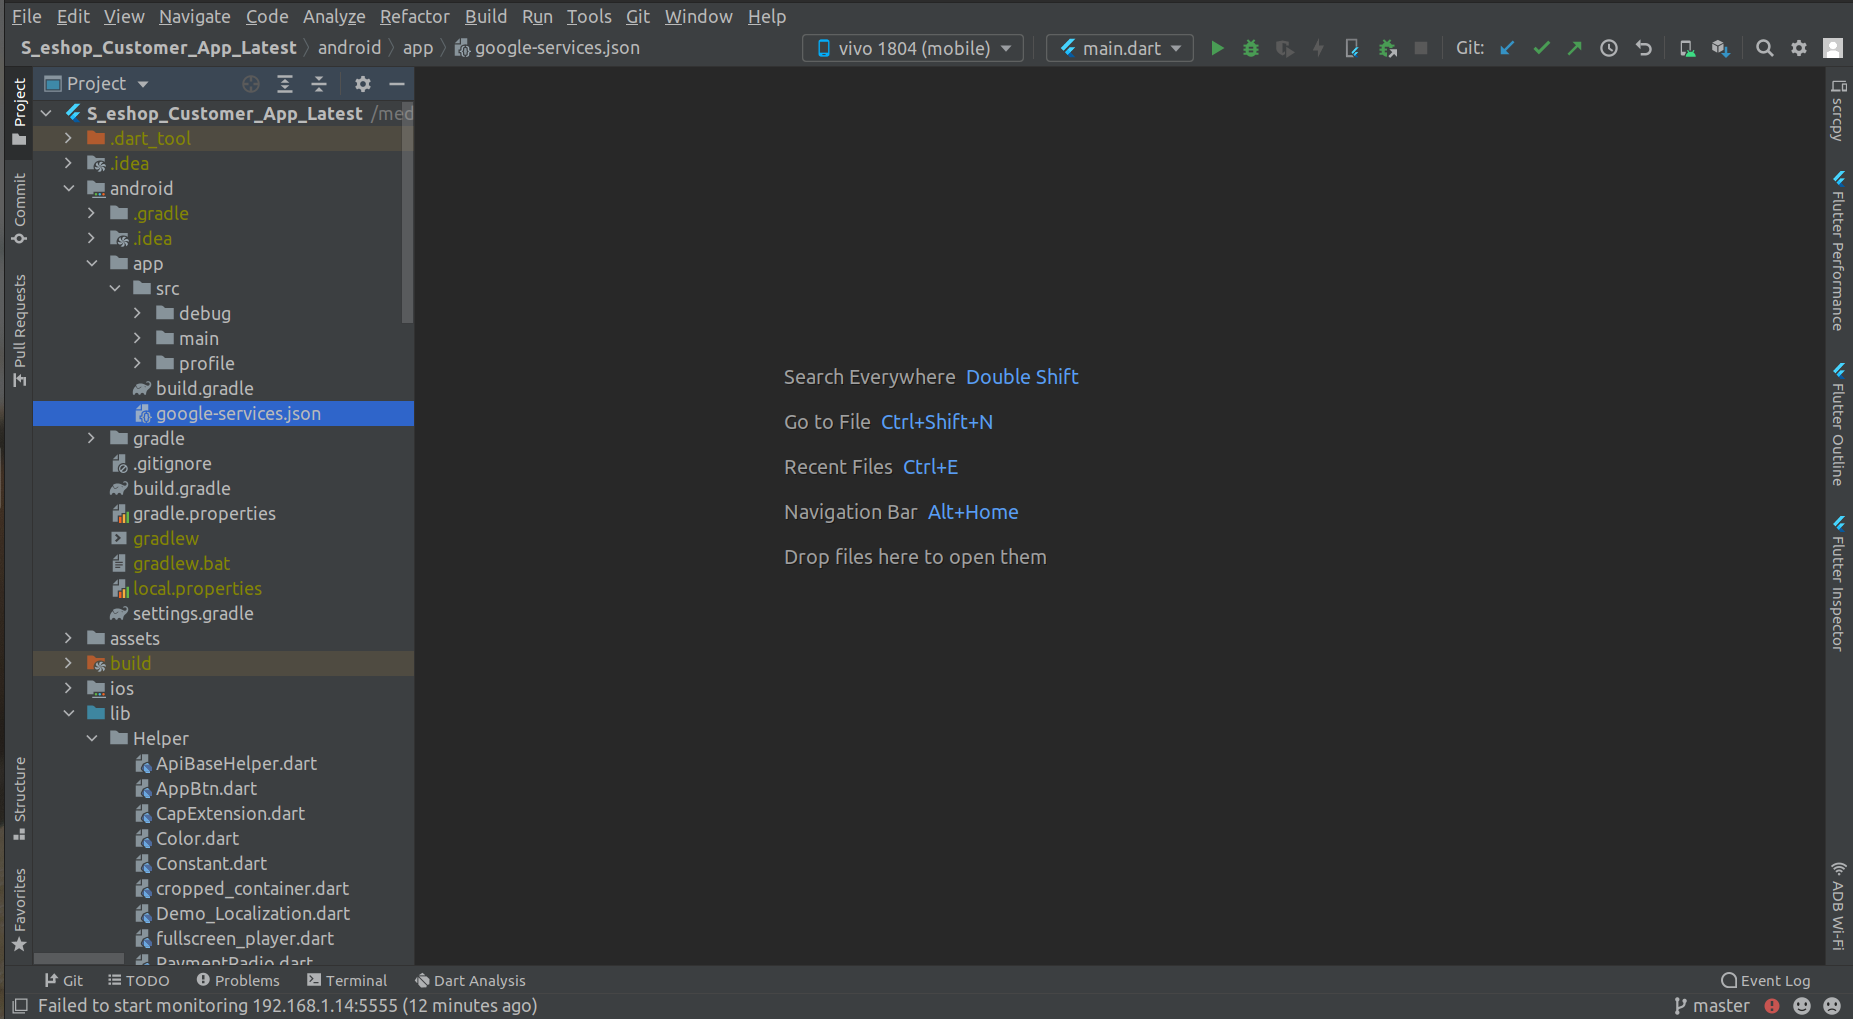 File Edit View Navigate Code Analyze Refactor Build Run Tools Git Window Help
S_eshop_Customer_App_Latest android app google-services.json vivo 1804 (mobile) main.dart Git:
Project
Project
S_eshop_Customer_App_Latest /med
.dart_tool
.idea
android
.gradle
.idea
app
src
debug
main
profile
build.gradle
google-services.json
gradle
.gitignore
build.gradle
gradle.properties
gradlew
gradlew.bat
local.properties
settings.gradle
assets
build
ios
lib
Helper
ApiBaseHelper.dart
AppBtn.dart
CapExtension.dart
Color.dart
Constant.dart
cropped_container.dart
Demo_Localization.dart
fullscreen_player.dart
PaymentRadio.dart
Commit
Pull Requests
Structure
Favorites
Search Everywhere Double Shift
Go to File Ctrl+Shift+N
Recent Files Ctrl+E
Navigation Bar Alt+Home
Drop files here to open them
scrcpy
Flutter Performance
Flutter Outline
Flutter Inspector
ADB Wi-Fi
Git TODO Problems Terminal Dart Analysis Event Log
Failed to start monitoring 192.168.1.14:5555 (12 minutes ago) master